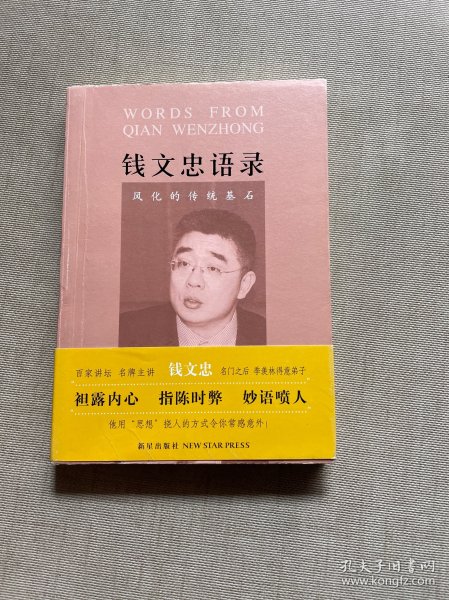 WORDS FROM
QIAN WENZHONG
钱文忠语录
风化的传统基石
百家讲坛 名牌主讲 钱文忠 名门之后 季羡林得意弟子
袒露内心 指陈时弊 妙语喷人
他用“思想”挠人的方式令你常感意外！
新星出版社 NEW STAR PRESS
孔夫子旧书网
www.kongfz.com